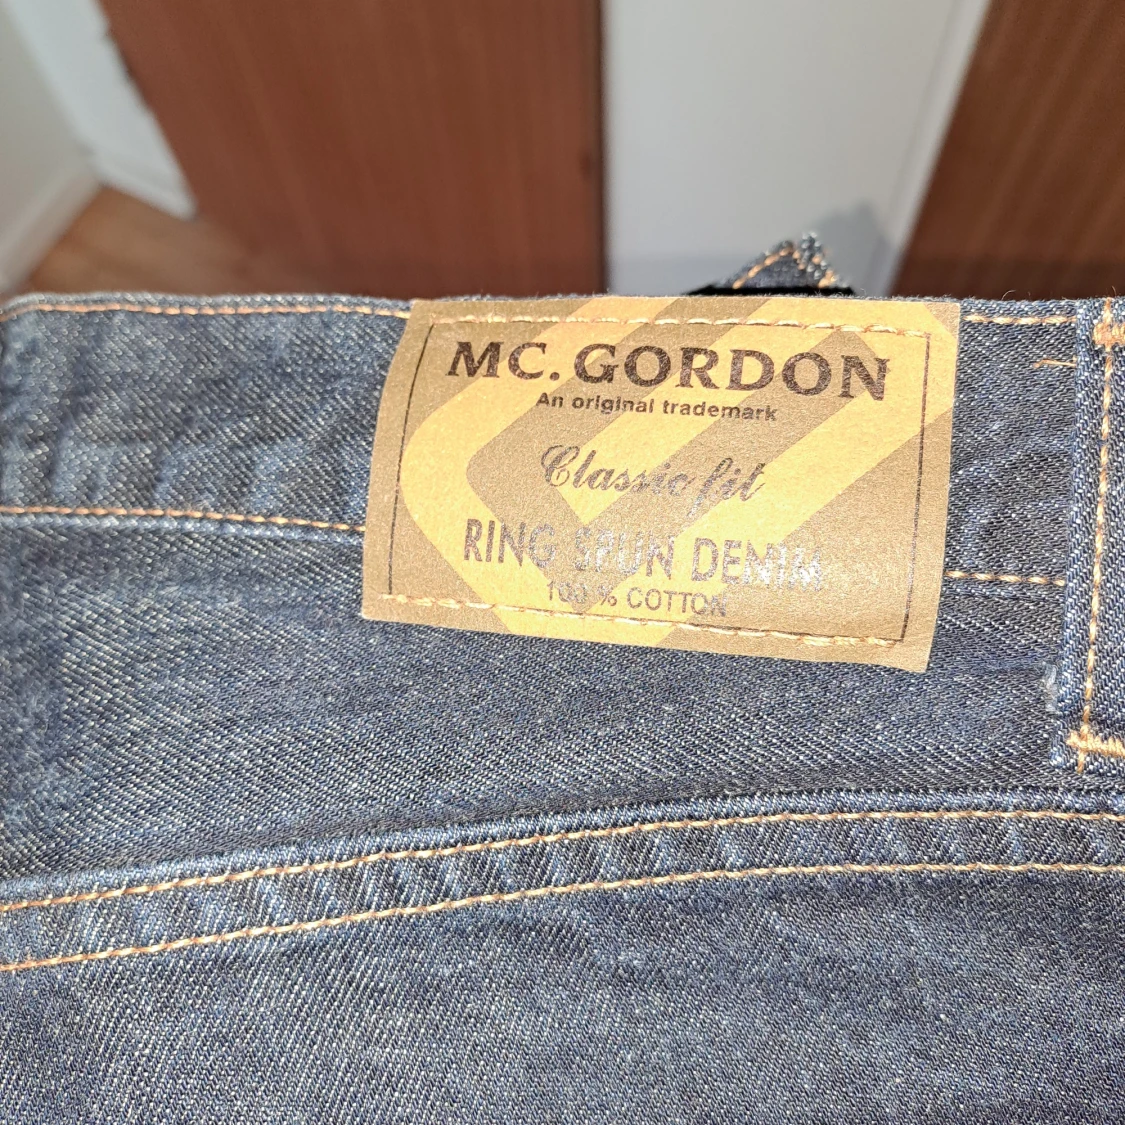 MC. GORDON
An original trademark
Classic fit
RING SPUN DENIM
100 % COTTON